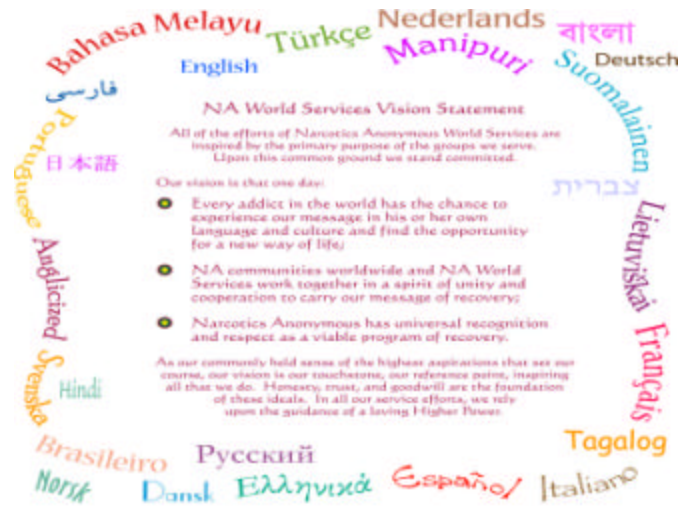 Bahasa Melayu
Türkçe
Nederlands
Manipuri
বাংলা
Deutsch
Suomalainen
English
فارسی
Portuguese
日本語
צברית
Anglicized
Lietuviškai
Svenska
Hindi
Français
NA World Services Vision Statement
All of the efforts of Narcotics Anonymous World Services are
inspired by the primary purpose of the groups we serve.
Upon this common ground we stand committed.
Our vision is that one day:
Every addict in the world has the chance to
experience our message in his or her own
language and culture and find the opportunity
for a new way of life;
NA communities worldwide and NA World
Services work together in a spirit of unity and
cooperation to carry our message of recovery;
Narcotics Anonymous has universal recognition
and respect as a viable program of recovery.
As our commonly held sense of the highest aspirations that set our
course, our vision is our touchstone, our reference point, inspiring
all that we do. Honesty, trust, and goodwill are the foundation
of these ideals. In all our service efforts, we rely
upon the guidance of a loving Higher Power.
Tagalog
Brasileiro
Русский
Norsk
Dansk
Ελληνικά
Español
Italiano